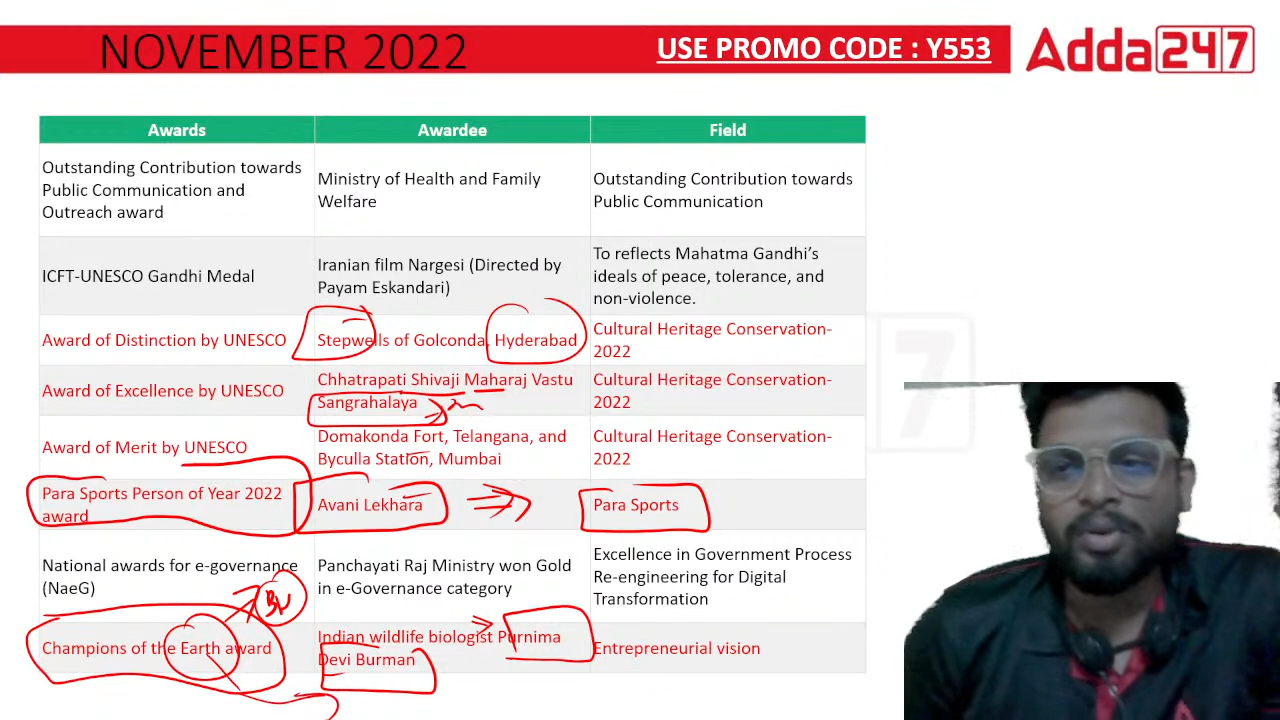 NOVEMBER 2022
USE PROMO CODE : Y553
Adda247
Awards
Awardee
Field
Outstanding Contribution towards
Public Communication and
Outreach award
Ministry of Health and Family
Welfare
Outstanding Contribution towards
Public Communication
ICFT-UNESCO Gandhi Medal
Iranian film Nargesi (Directed by
Payam Eskandari)
To reflects Mahatma Gandhi’s
ideals of peace, tolerance, and
non-violence.
Award of Distinction by UNESCO
Stepwells of Golconda, Hyderabad
Cultural Heritage Conservation-
2022
Award of Excellence by UNESCO
Chhatrapati Shivaji Maharaj Vastu
Sangrahalaya
Cultural Heritage Conservation-
2022
Award of Merit by UNESCO
Domakonda Fort, Telangana, and
Byculla Station, Mumbai
Cultural Heritage Conservation-
2022
Para Sports Person of Year 2022
award
Avani Lekhara
Para Sports
National awards for e-governance
(NaeG)
Panchayati Raj Ministry won Gold
in e-Governance category
Excellence in Government Process
Re-engineering for Digital
Transformation
Champions of the Earth award
Indian wildlife biologist Purnima
Devi Burman
Entrepreneurial vision
7